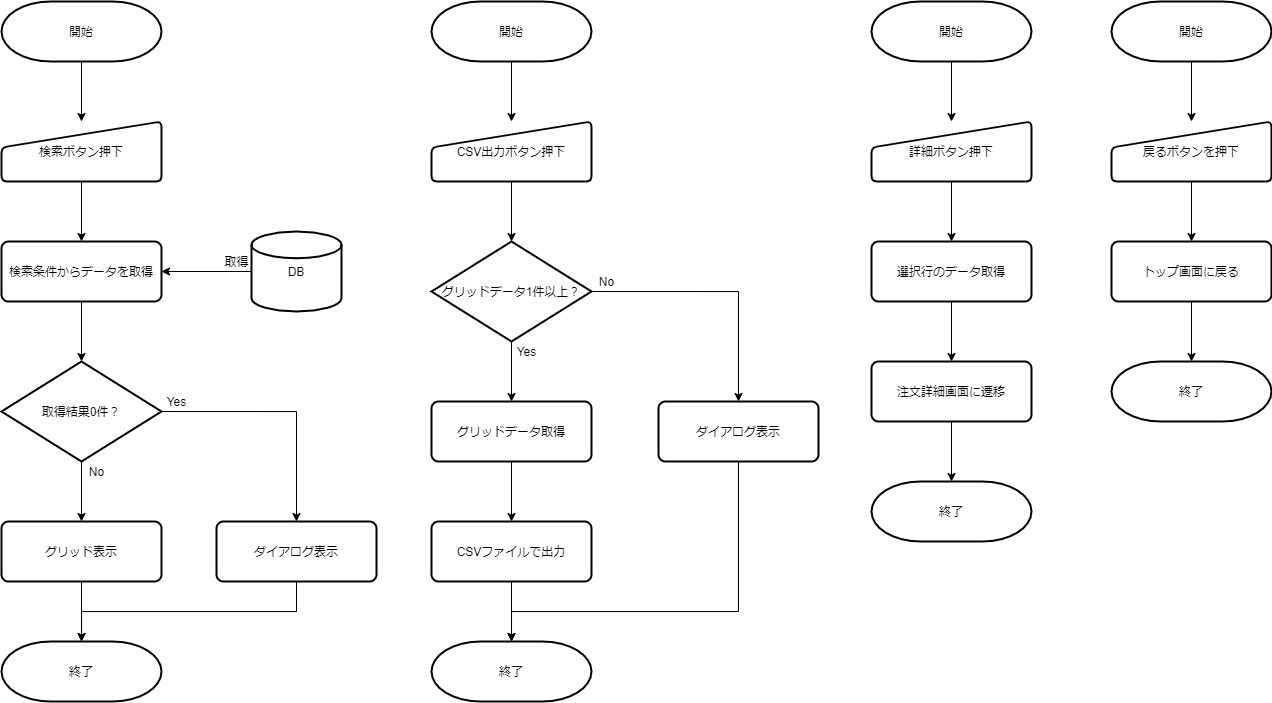 開始
検索ボタン押下
検索条件からデータを取得
取得
DB
取得結果0件？
Yes
No
グリッド表示
ダイアログ表示
終了
開始
CSV出力ボタン押下
グリッドデータ1件以上？
No
Yes
グリッドデータ取得
ダイアログ表示
CSVファイルで出力
終了
開始
詳細ボタン押下
選択行のデータ取得
注文詳細画面に遷移
終了
開始
戻るボタンを押下
トップ画面に戻る
終了